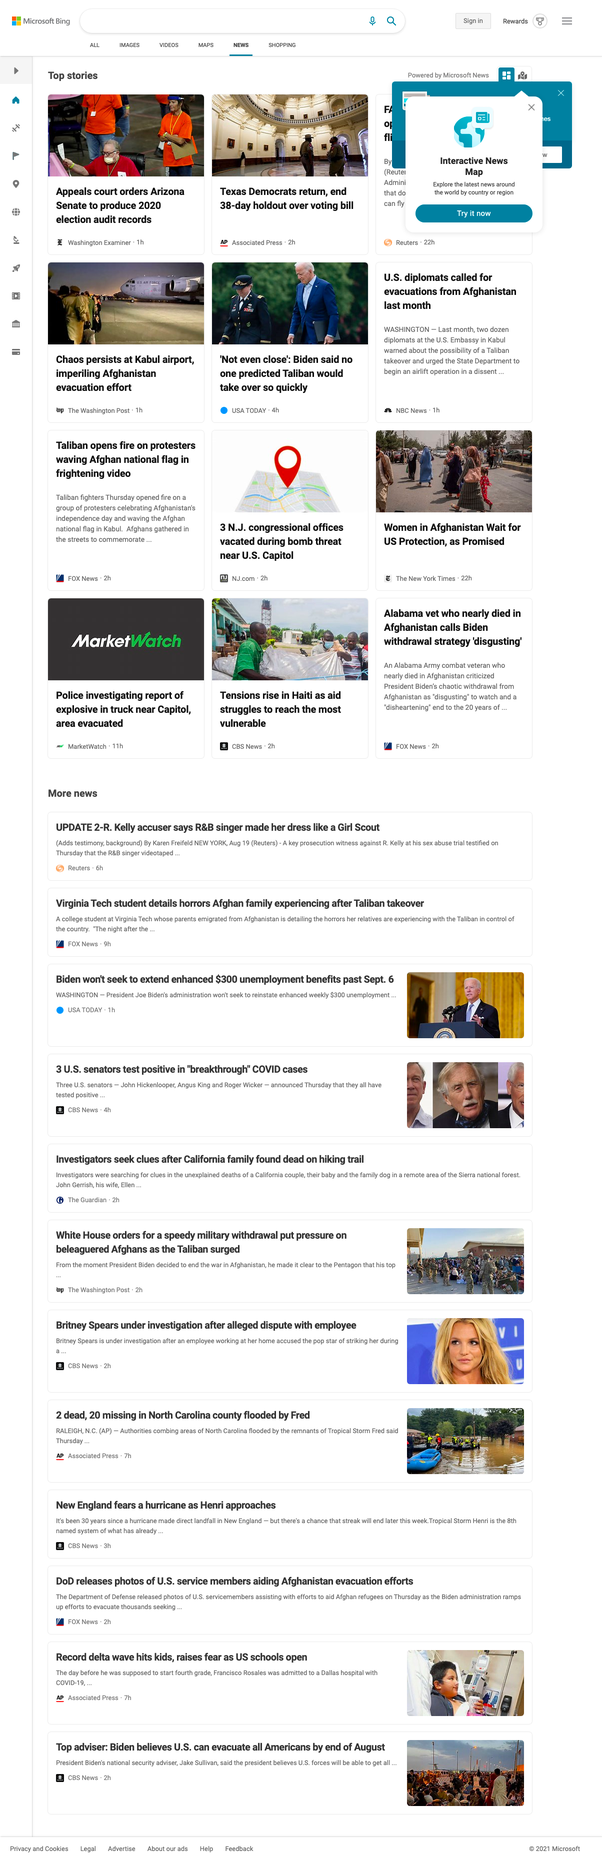 Microsoft Bing
Sign in
Rewards
ALL
IMAGES
VIDEOS
MAPS
NEWS
SHOPPING
Top stories
Powered by Microsoft News
Appeals court orders Arizona
Senate to produce 2020
election audit records
Washington Examiner · 1h
Texas Democrats return, end
38-day holdout over voting bill
AP Associated Press · 2h
Reuters · 22h
Interactive News
Map
Explore the latest news around
the world by country or region
Try it now
Chaos persists at Kabul airport,
imperiling Afghanistan
evacuation effort
wp The Washington Post · 1h
'Not even close': Biden said no
one predicted Taliban would
take over so quickly
USA TODAY · 4h
U.S. diplomats called for
evacuations from Afghanistan
last month
WASHINGTON — Last month, two dozen
diplomats at the U.S. Embassy in Kabul
warned about the possibility of a Taliban
takeover and urged the State Department to
begin an airlift operation in a dissent ...
NBC News · 1h
Taliban opens fire on protesters
waving Afghan national flag in
frightening video
Taliban fighters Thursday opened fire on a
group of protesters celebrating Afghanistan's
independence day and waving the Afghan
national flag in Kabul. Afghans gathered in
the streets to commemorate ...
FOX News · 2h
3 N.J. congressional offices
vacated during bomb threat
near U.S. Capitol
NJ.com · 2h
Women in Afghanistan Wait for
US Protection, as Promised
The New York Times · 22h
MarketWatch
Police investigating report of
explosive in truck near Capitol,
area evacuated
MarketWatch · 11h
Tensions rise in Haiti as aid
struggles to reach the most
vulnerable
CBS News · 2h
Alabama vet who nearly died in
Afghanistan calls Biden
withdrawal strategy 'disgusting'
An Alabama Army combat veteran who
nearly died in Afghanistan criticized
President Biden's chaotic withdrawal from
Afghanistan as "disgusting" to watch and a
"disheartening" end to the 20 years of ...
FOX News · 2h
More news
UPDATE 2-R. Kelly accuser says R&B singer made her dress like a Girl Scout
(Adds testimony, background) By Karen Freifeld NEW YORK, Aug 19 (Reuters) - A key prosecution witness against R. Kelly at his sex abuse trial testified on
Thursday that the R&B singer videotaped ...
Reuters · 6h
Virginia Tech student details horrors Afghan family experiencing after Taliban takeover
A college student at Virginia Tech whose parents emigrated from Afghanistan is detailing the horrors her relatives are experiencing with the Taliban in control of
the country. "The night after the ...
FOX News · 9h
Biden won't seek to extend enhanced $300 unemployment benefits past Sept. 6
WASHINGTON — President Joe Biden's administration won't seek to reinstate enhanced weekly $300 unemployment ...
USA TODAY · 1h
3 U.S. senators test positive in "breakthrough" COVID cases
Three U.S. senators — John Hickenlooper, Angus King and Roger Wicker — announced Thursday that they all have
tested positive ...
CBS News · 4h
Investigators seek clues after California family found dead on hiking trail
Investigators were searching for clues in the unexplained deaths of a California couple, their baby and the family dog in a remote area of the Sierra national forest.
John Gerrish, his wife, Ellen ...
The Guardian · 2h
White House orders for a speedy military withdrawal put pressure on
beleaguered Afghans as the Taliban surged
From the moment President Biden decided to end the war in Afghanistan, he made it clear to the Pentagon that his top
...
wp The Washington Post · 2h
Britney Spears under investigation after alleged dispute with employee
Britney Spears is under investigation after an employee working at her home accused the pop star of striking her during
a ...
CBS News · 2h
2 dead, 20 missing in North Carolina county flooded by Fred
RALEIGH, N.C. (AP) — Authorities combing areas of North Carolina flooded by the remnants of Tropical Storm Fred said
Thursday ...
AP Associated Press · 7h
New England fears a hurricane as Henri approaches
It's been 30 years since a hurricane made direct landfall in New England — but there's a chance that streak will end later this week.Tropical Storm Henri is the 8th
named system of what has already ...
CBS News · 3h
DoD releases photos of U.S. service members aiding Afghanistan evacuation efforts
The Department of Defense released photos of U.S. servicemembers assisting with efforts to aid Afghan refugees on Thursday as the Biden administration ramps
up efforts to evacuate thousands seeking ...
FOX News · 2h
Record delta wave hits kids, raises fear as US schools open
The day before he was supposed to start fourth grade, Francisco Rosales was admitted to a Dallas hospital with
COVID-19, ...
AP Associated Press · 7h
Top adviser: Biden believes U.S. can evacuate all Americans by end of August
President Biden's national security adviser, Jake Sullivan, said the president believes U.S. forces will be able to get all ...
CBS News · 2h
Privacy and Cookies
Legal
Advertise
About our ads
Help
Feedback
© 2021 Microsoft